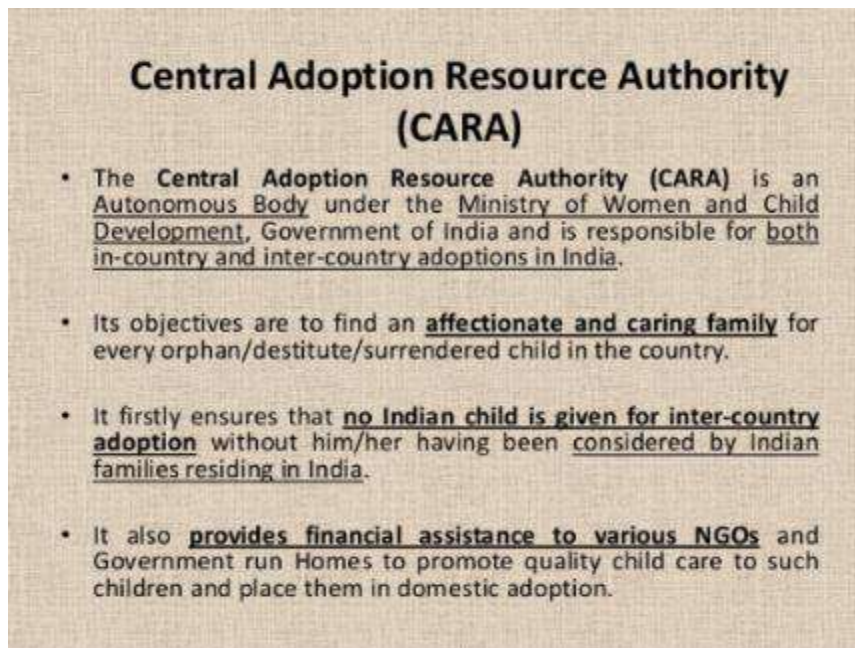 Central Adoption Resource Authority
(CARA)
• The Central Adoption Resource Authority (CARA) is an
Autonomous Body under the Ministry of Women and Child
Development, Government of India and is responsible for both
in-country and inter-country adoptions in India.
• Its objectives are to find an affectionate and caring family for
every orphan/destitute/surrendered child in the country.
• It firstly ensures that no Indian child is given for inter-country
adoption without him/her having been considered by Indian
families residing in India.
• It also provides financial assistance to various NGOs and
Government run Homes to promote quality child care to such
children and place them in domestic adoption.